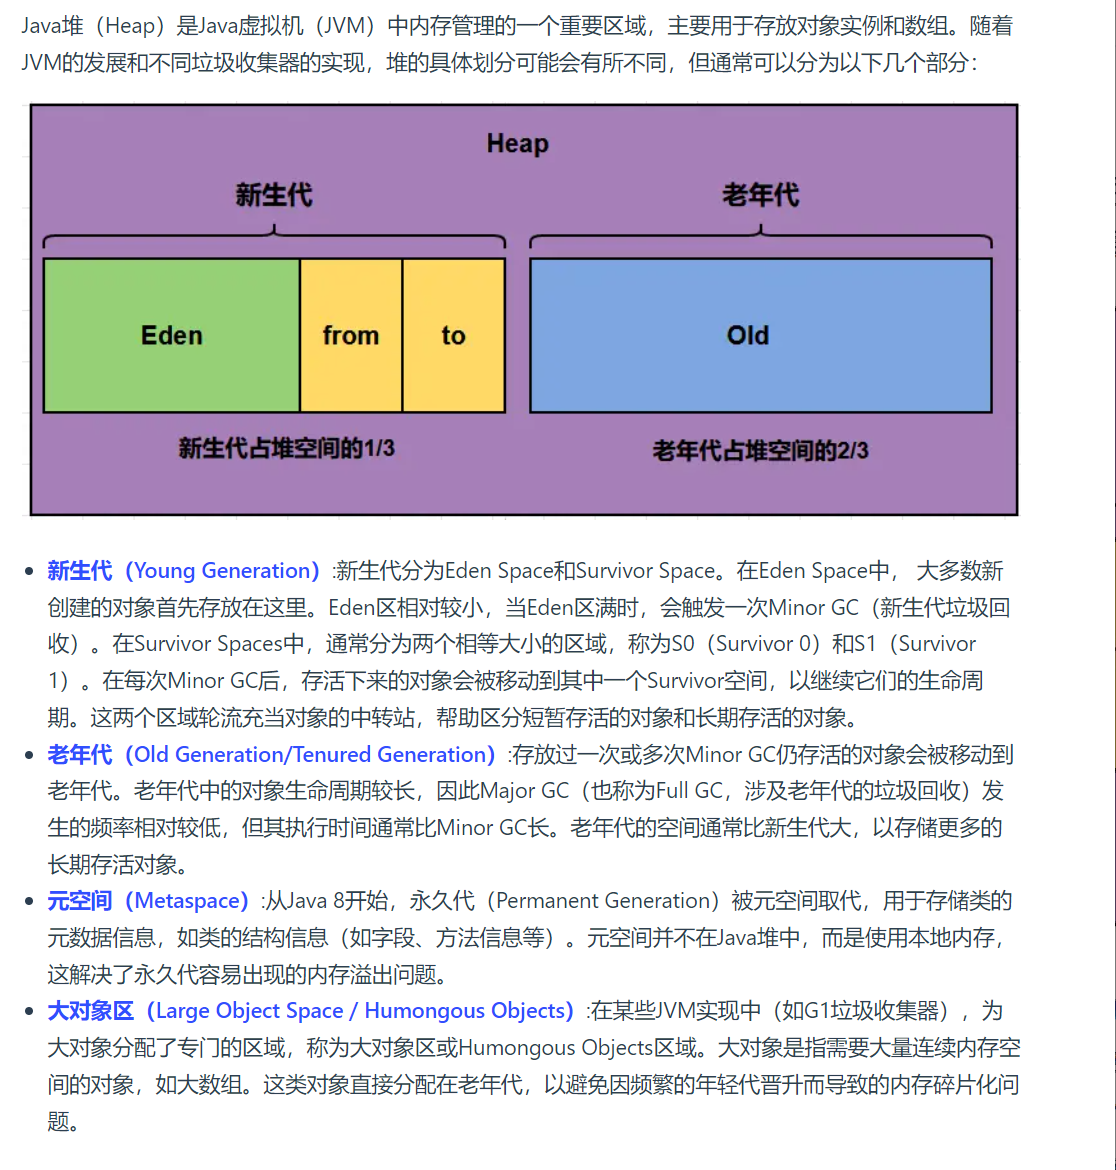 Java堆（Heap）是Java虚拟机（JVM）中内存管理的一个重要区域，主要用于存放对象实例和数组。随着
JVM的发展和不同垃圾收集器的实现，堆的具体划分可能会有所不同，但通常可以分为以下几个部分：
Heap
新生代
老年代
Eden
from
to
Old
新生代占堆空间的1/3
老年代占堆空间的2/3
新生代（Young Generation）:新生代分为Eden Space和Survivor Space。在Eden Space中， 大多数新
创建的对象首先存放在这里。Eden区相对较小，当Eden区满时，会触发一次Minor GC（新生代垃圾回
收）。在Survivor Spaces中，通常分为两个相等大小的区域，称为S0（Survivor 0）和S1（Survivor
1）。在每次Minor GC后，存活下来的对象会被移动到其中一个Survivor空间，以继续它们的生命周
期。这两个区域轮流充当对象的中转站，帮助区分短暂存活的对象和长期存活的对象。
老年代（Old Generation/Tenured Generation）:存放过一次或多次Minor GC仍存活的对象会被移动到
老年代。老年代中的对象生命周期较长，因此Major GC（也称为Full GC，涉及老年代的垃圾回收）发
生的频率相对较低，但其执行时间通常比Minor GC长。老年代的空间通常比新生代大，以存储更多的
长期存活对象。
元空间（Metaspace）:从Java 8开始，永久代（Permanent Generation）被元空间取代，用于存储类的
元数据信息，如类的结构信息（如字段、方法信息等）。元空间并不在Java堆中，而是使用本地内存，
这解决了永久代容易出现的内存溢出问题。
大对象区（Large Object Space / Humongous Objects）:在某些JVM实现中（如G1垃圾收集器），为
大对象分配了专门的区域，称为大对象区或Humongous Objects区域。大对象是指需要大量连续内存空
间的对象，如大数组。这类对象直接分配在老年代，以避免因频繁的年轻代晋升而导致的内存碎片化问
题。